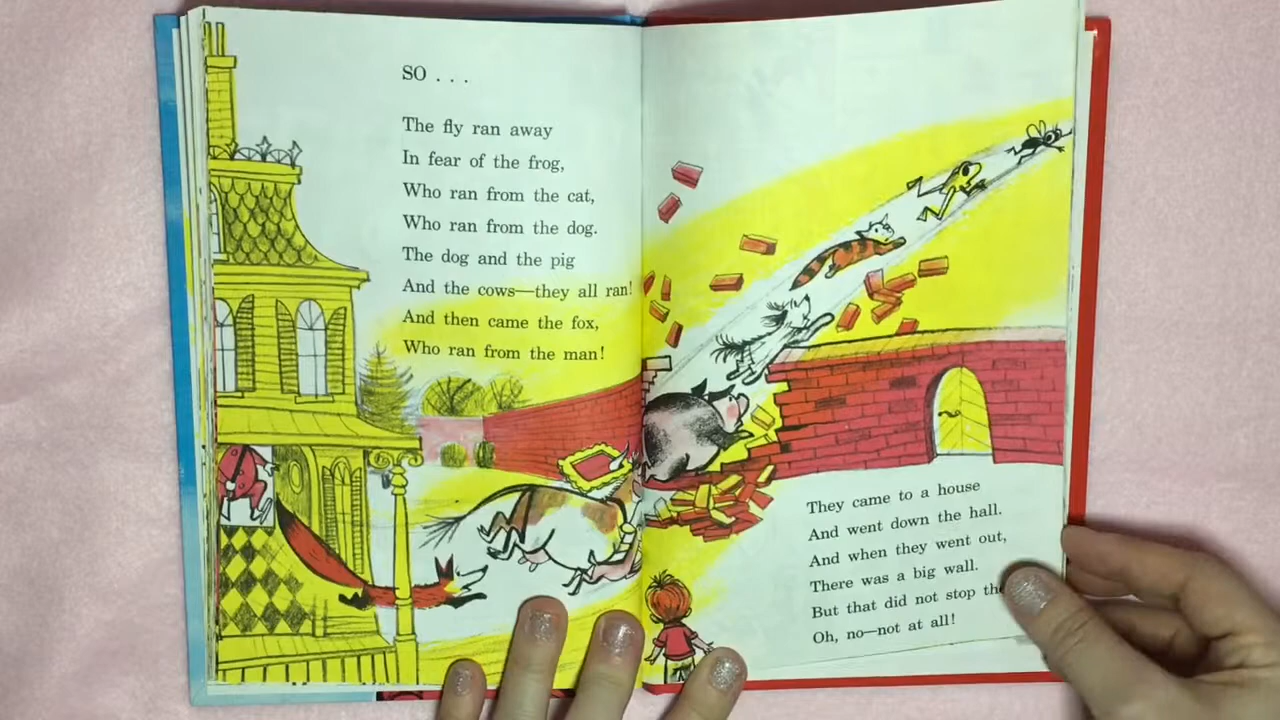 SO . . .
The fly ran away
In fear of the frog,
Who ran from the cat,
Who ran from the dog.
The dog and the pig
And the cows—they all ran!
And then came the fox,
Who ran from the man!
They came to a house
And went down the hall.
And when they went out,
There was a big wall.
But that did not stop
Oh, no—not at all!